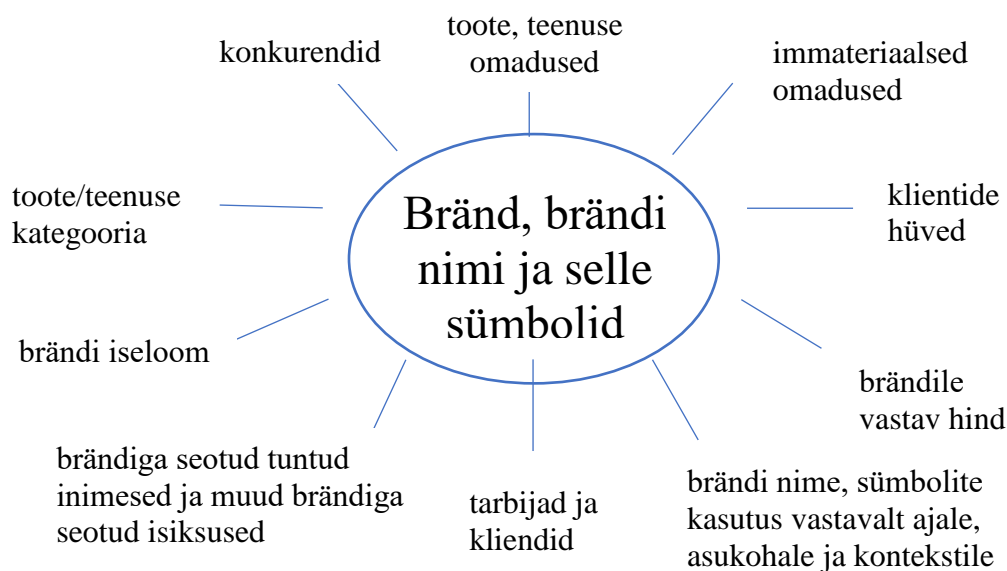 konkurendid
toote, teenuse
omadused
immateriaalsed
omadused
toote/teenuse
kategooria
Bränd, brändi
nimi ja selle
sümbolid
klientide
hüved
brändi iseloom
brändile
vastav hind
brändiga seotud tuntud
inimesed ja muud brändiga
seotud isiksused
tarbijad ja
kliendid
brändi nime, sümbolite
kasutus vastavalt ajale,
asukohale ja kontekstile